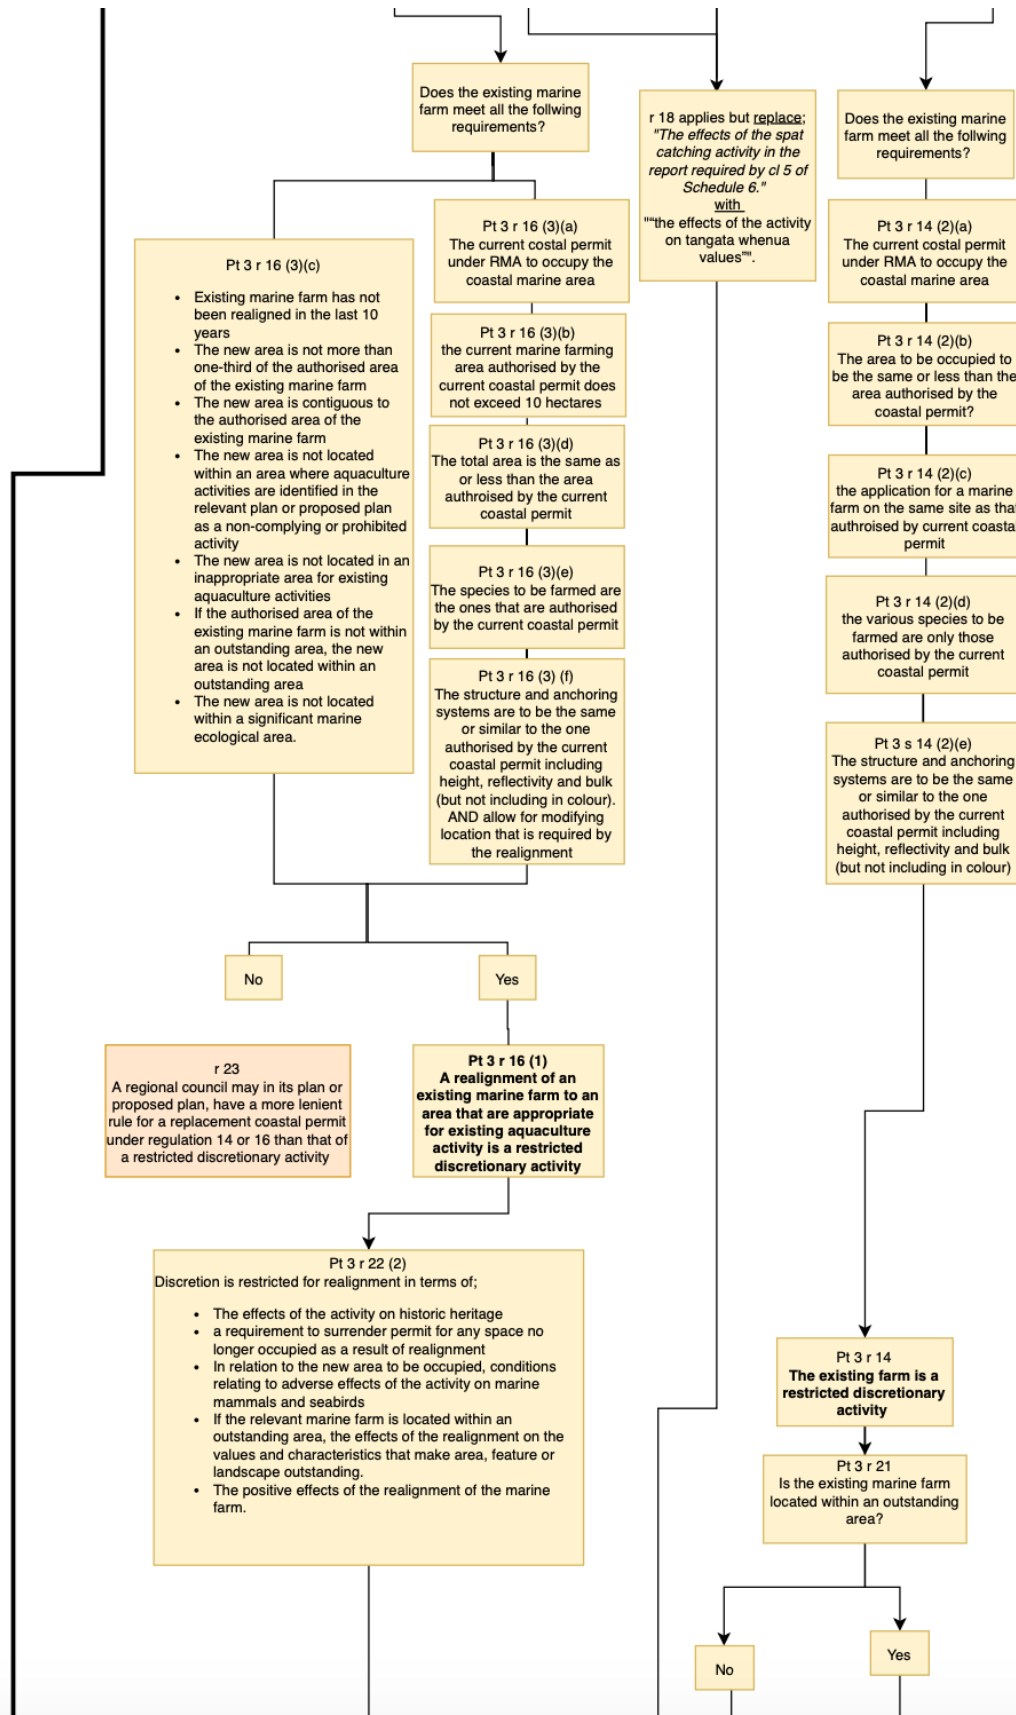 Does the existing marine
farm meet all the follwing
requirements?
r 18 applies but replace;
"The effects of the spat
catching activity in the
report required by cl 5 of
Schedule 6."
with
"“the effects of the activity
on tangata whenua
values”".
Does the existing marine
farm meet all the follwing
requirements?
Pt 3 r 16 (3)(c)
• Existing marine farm has not
been realigned in the last 10
years
• The new area is not more than
one-third of the authorised area
of the existing marine farm
• The new area is contiguous to
the authorised area of the
existing marine farm
• The new area is not located
within an area where aquaculture
activities are identified in the
relevant plan or proposed plan
as a non-complying or prohibited
activity
• The new area is not located in an
inappropriate area for existing
aquaculture activities
• If the authorised area of the
existing marine farm is not within
an outstanding area, the new
area is not located within an
outstanding area
• The new area is not located
within a significant marine
ecological area.
Pt 3 r 16 (3)(a)
The current costal permit
under RMA to occupy the
coastal marine area
Pt 3 r 16 (3)(b)
the current marine farming
area authorised by the
current coastal permit does
not exceed 10 hectares
Pt 3 r 16 (3)(d)
The total area is the same as
or less than the area
authroised by the current
coastal permit
Pt 3 r 16 (3)(e)
The species to be farmed are
the ones that are authorised
by the current coastal permit
Pt 3 r 16 (3) (f)
The structure and anchoring
systems are to be the same
or similar to the one
authorised by the current
coastal permit including
height, reflectivity and bulk
(but not including in colour).
AND allow for modifying
location that is required by
the realignment
Pt 3 r 14 (2)(a)
The current costal permit
under RMA to occupy the
coastal marine area
Pt 3 r 14 (2)(b)
The area to be occupied to
be the same or less than the
area authorised by the
coastal permit?
Pt 3 r 14 (2)(c)
the application for a marine
farm on the same site as that
authroised by current coastal
permit
Pt 3 r 14 (2)(d)
the various species to be
farmed are only those
authorised by the current
coastal permit
Pt 3 s 14 (2)(e)
The structure and anchoring
systems are to be the same
or similar to the one
authorised by the current
coastal permit including
height, reflectivity and bulk
(but not including in colour)
No
Yes
r 23
A regional council may in its plan or
proposed plan, have a more lenient
rule for a replacement coastal permit
under regulation 14 or 16 than that of
a restricted discretionary activity
Pt 3 r 16 (1)
A realignment of an
existing marine farm to an
area that are appropriate
for existing aquaculture
activity is a restricted
discretionary activity
Pt 3 r 22 (2)
Discretion is restricted for realignment in terms of;
• The effects of the activity on historic heritage
• a requirement to surrender permit for any space no
longer occupied as a result of realignment
• In relation to the new area to be occupied, conditions
relating to adverse effects of the activity on marine
mammals and seabirds
• If the relevant marine farm is located within an
outstanding area, the effects of the realignment on the
values and characteristics that make area, feature or
landscape outstanding.
• The positive effects of the realignment of the marine
farm.
Pt 3 r 14
The existing farm is a
restricted discretionary
activity
Pt 3 r 21
Is the existing marine farm
located within an outstanding
area?
No
Yes